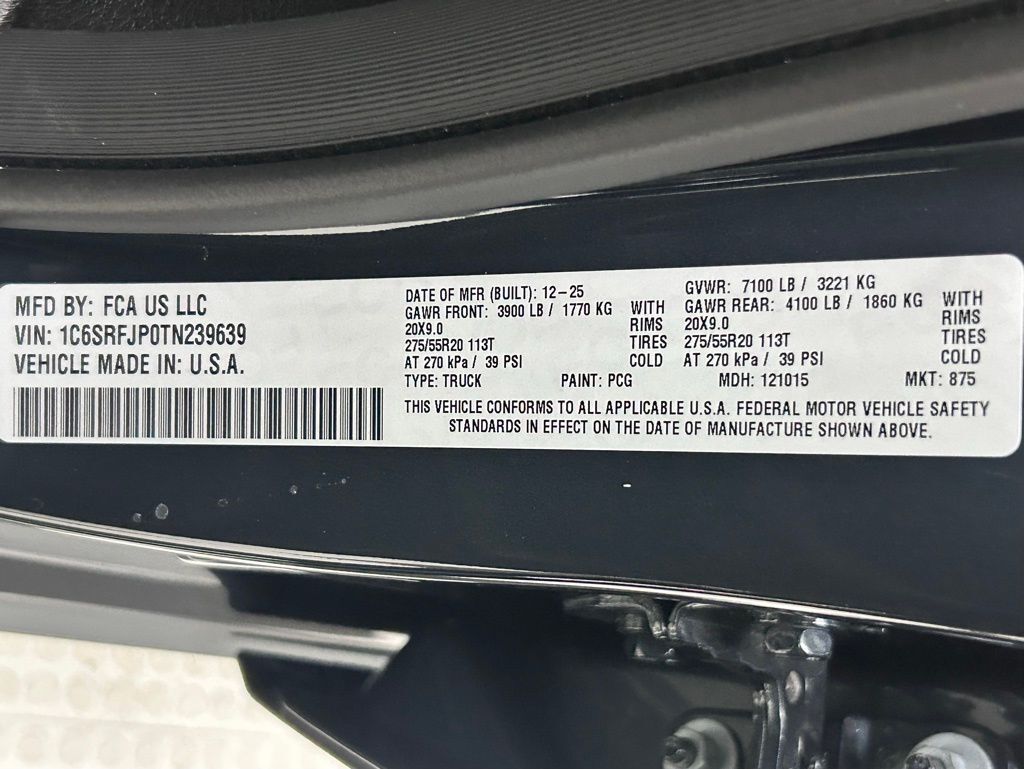 MFD BY: FCA US LLC
VIN: 1C6SRFJP0TN239639
VEHICLE MADE IN: U.S.A.
DATE OF MFR (BUILT): 12-25
GAWR FRONT: 3900 LB / 1770 KG WITH
20X9.0 RIMS
275/55R20 113T TIRES
AT 270 kPa / 39 PSI COLD
GVWR: 7100 LB / 3221 KG
GAWR REAR: 4100 LB / 1860 KG WITH
20X9.0 RIMS
275/55R20 113T TIRES
AT 270 kPa / 39 PSI COLD
TYPE: TRUCK PAINT: PCG MDH: 121015 MKT: 875
THIS VEHICLE CONFORMS TO ALL APPLICABLE U.S.A. FEDERAL MOTOR VEHICLE SAFETY
STANDARDS IN EFFECT ON THE DATE OF MANUFACTURE SHOWN ABOVE.